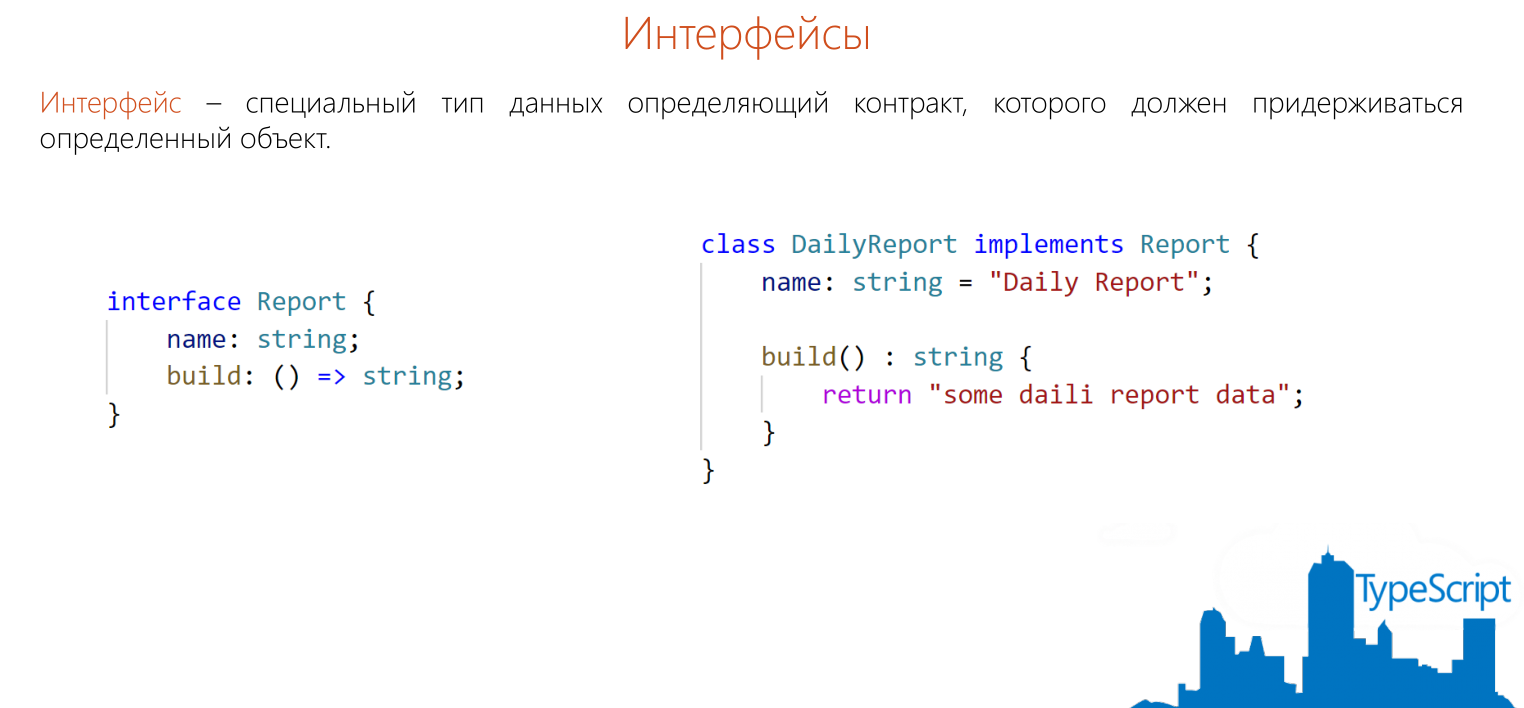 Интерфейсы
Интерфейс – специальный тип данных определяющий контракт, которого должен придерживаться
определенный объект.
interface Report {
    name: string;
    build: () => string;
}
class DailyReport implements Report {
    name: string = "Daily Report";
    build() : string {
        return "some daili report data";
    }
}
TypeScript